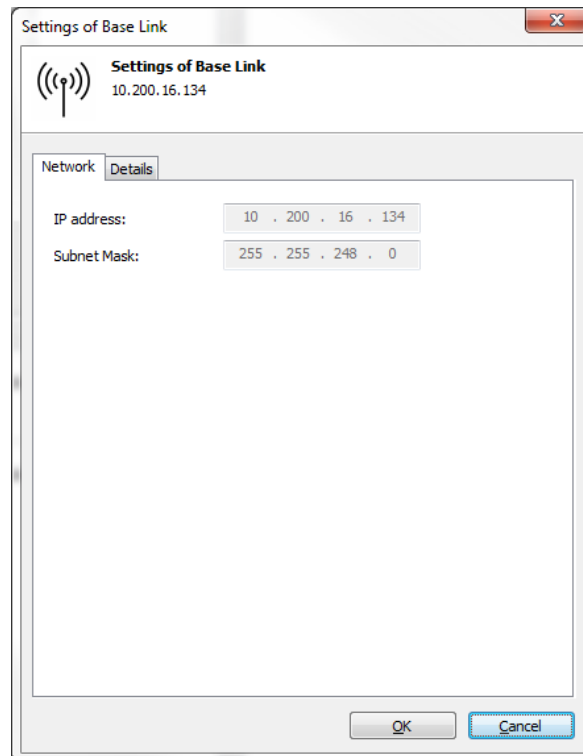 Settings of Base Link
Settings of Base Link
10.200.16.134
Network Details
IP address: 10 . 200 . 16 . 134
Subnet Mask: 255 . 255 . 248 . 0
OK Cancel